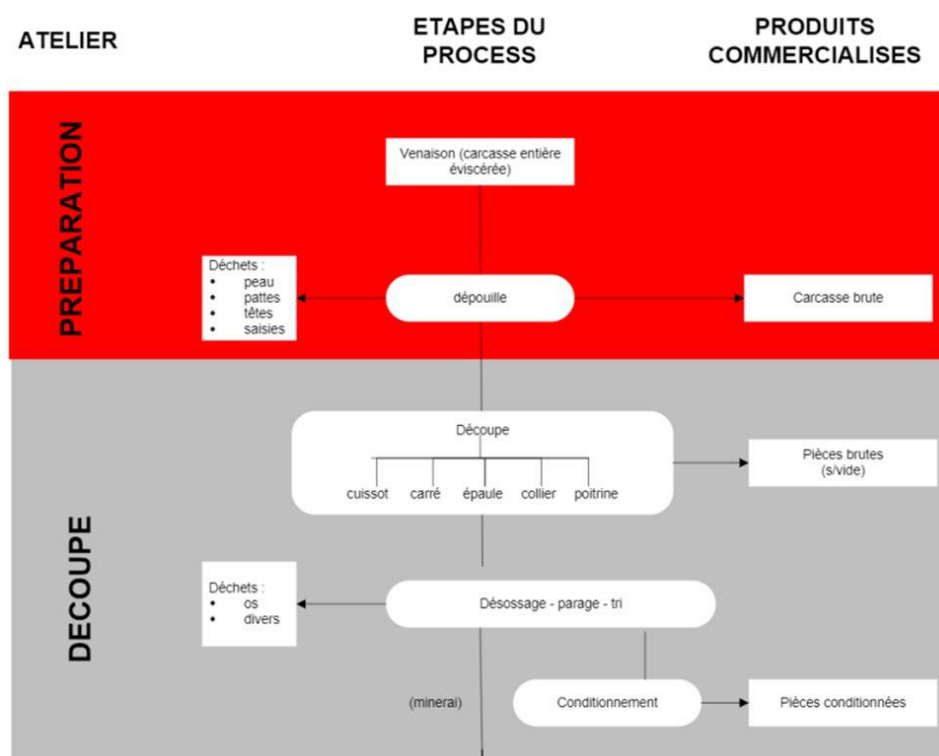 ATELIER
ETAPES DU
PROCESS
PRODUITS
COMMERCIALISES
PREPARATION
Venaison (carcasse entière
éviscérée)
Déchets :
• peau
• pattes
• têtes
• saisies
dépouille
Carcasse brute
DECOUPE
Découpe
cuissot carré épaule collier poitrine
Pièces brutes
(s/vide)
Déchets :
• os
• divers
Désossage - parage - tri
(minerai)
Conditionnement
Pièces conditionnées